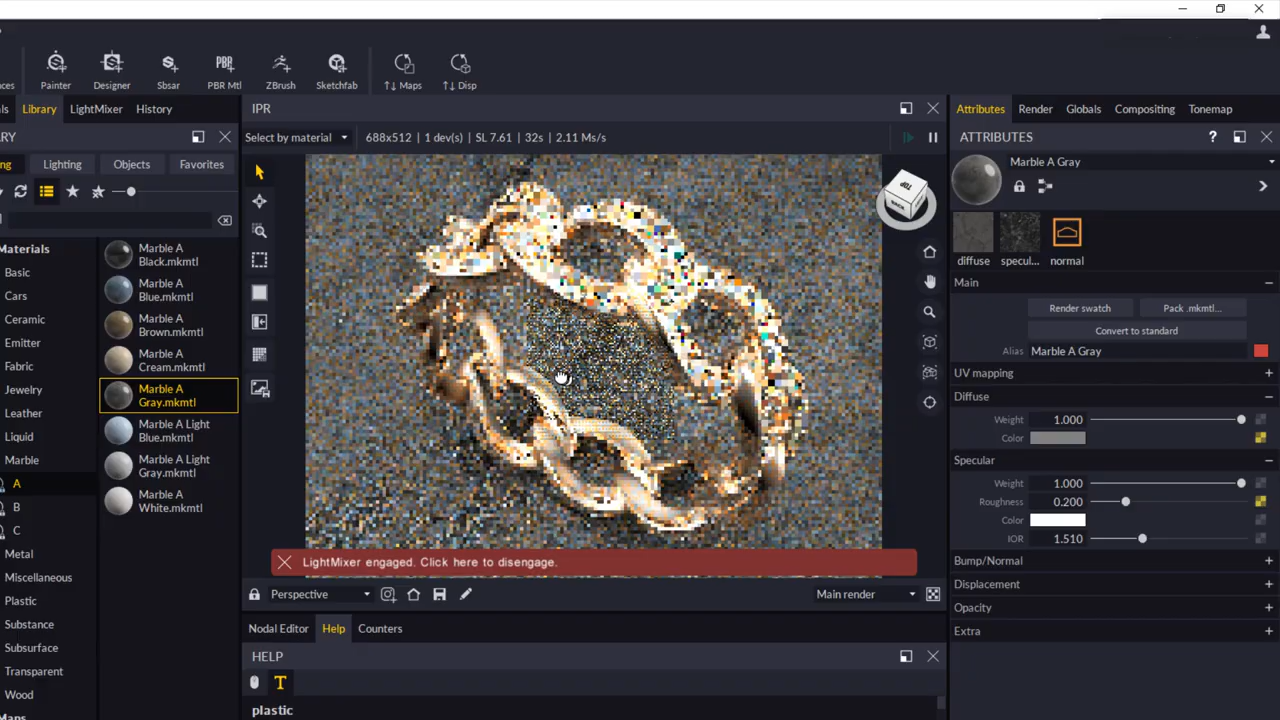 nces
Painter
Designer
Sbsar
PBR Mtl
ZBrush
Sketchfab
↑↓ Maps
↑↓ Disp
ls
Library
LightMixer
History
IPR
Attributes
Render
Globals
Compositing
Tonemap
RY
Select by material
688x512 | 1 dev(s) | SL 7.61 | 32s | 2.11 Ms/s
ATTRIBUTES
ng
Lighting
Objects
Favorites
Marble A Gray
TOP
BACK
Materials
Basic
Cars
Ceramic
Emitter
Fabric
Jewelry
Leather
Liquid
Marble
A
B
C
Metal
Miscellaneous
Plastic
Substance
Subsurface
Transparent
Wood
Maps
Marble A
Black.mkmtl
Marble A
Blue.mkmtl
Marble A
Brown.mkmtl
Marble A
Cream.mkmtl
Marble A
Gray.mkmtl
Marble A Light
Blue.mkmtl
Marble A Light
Gray.mkmtl
Marble A
White.mkmtl
diffuse
specul...
normal
Main
Render swatch
Pack .mkmtl...
Convert to standard
Alias
Marble A Gray
UV mapping
Diffuse
Weight
1.000
Color
Specular
Weight
1.000
Roughness
0.200
Color
IOR
1.510
Bump/Normal
Displacement
Opacity
Extra
LightMixer engaged. Click here to disengage.
Perspective
Main render
Nodal Editor
Help
Counters
HELP
T
plastic